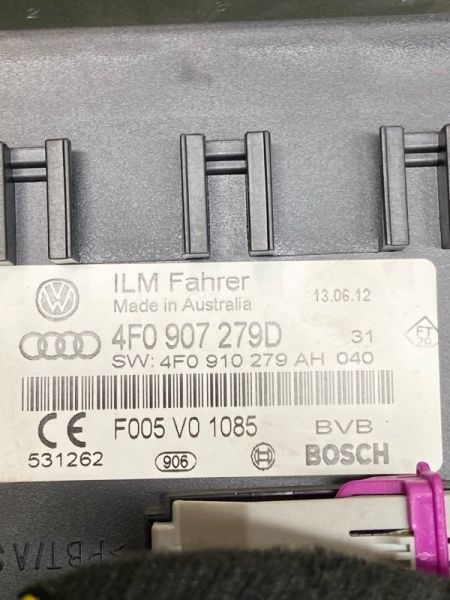 ILM Fahrer
Made in Australia
13.06.12
4F0 907 279D
31
SW: 4F0 910 279 AH 040
FT
29
F005 V0 1085
BVB
CE
531262
906
BOSCH
>PBT/A